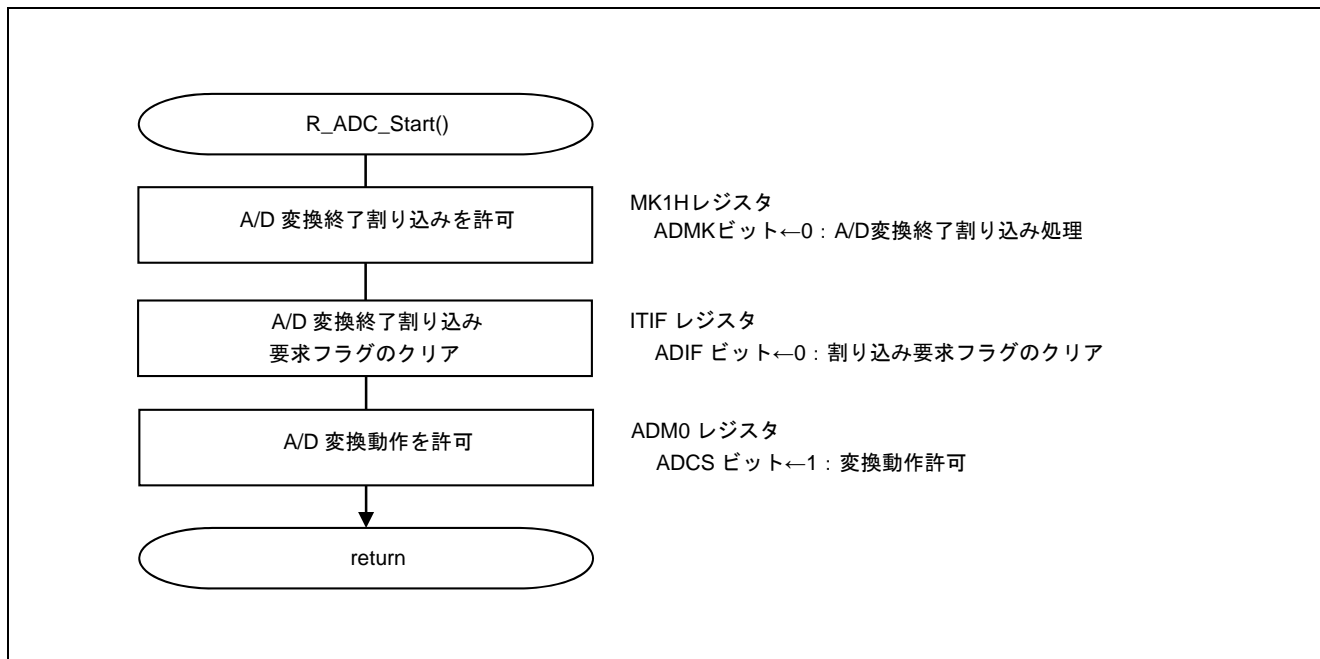 R_ADC_Start()
A/D 変換終了割り込みを許可
MK1Hレジスタ
ADMKビット←0：A/D変換終了割り込み処理
A/D 変換終了割り込み
要求フラグのクリア
ITIF レジスタ
ADIF ビット←0：割り込み要求フラグのクリア
A/D 変換動作を許可
ADM0 レジスタ
ADCS ビット←1：変換動作許可
return